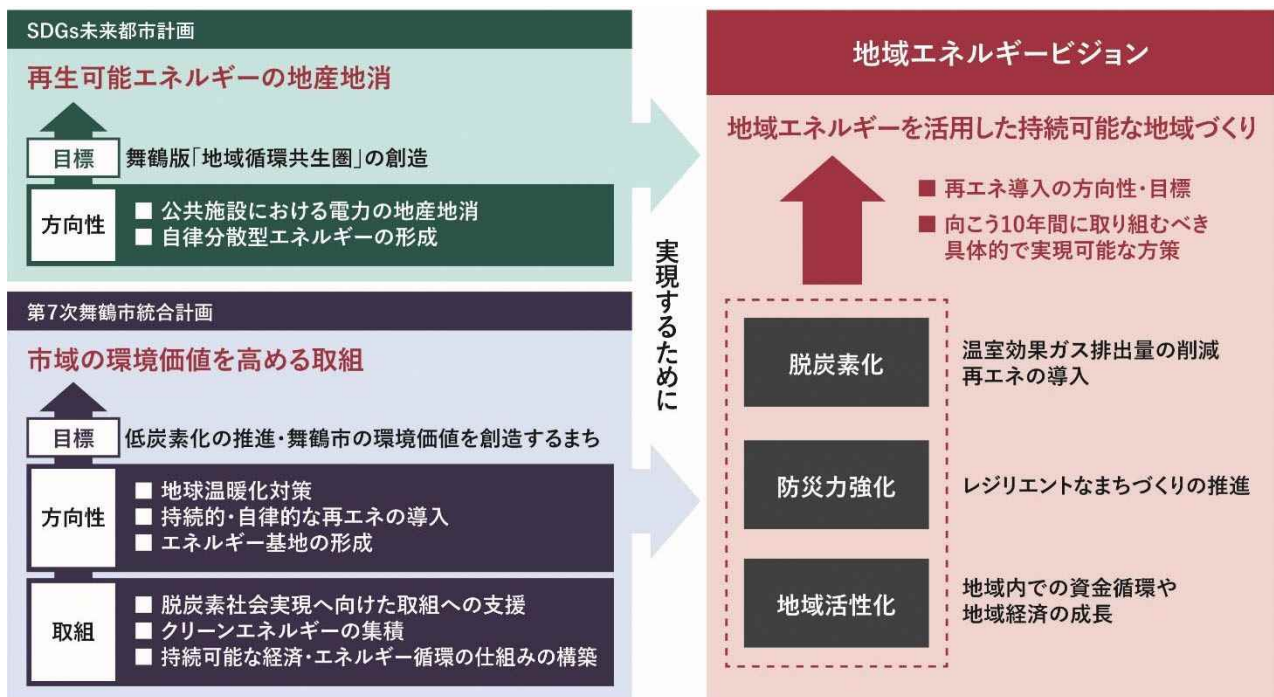 SDGs未来都市計画
再生可能エネルギーの地産地消
目標
舞鶴版「地域循環共生圏」の創造
方向性
■ 公共施設における電力の地産地消
■ 自律分散型エネルギーの形成
第7次舞鶴市統合計画
市域の環境価値を高める取組
目標
低炭素化の推進・舞鶴市の環境価値を創造するまち
方向性
■ 地球温暖化対策
■ 持続的・自律的な再エネの導入
■ エネルギー基地の形成
取組
■ 脱炭素社会実現へ向けた取組への支援
■ クリーンエネルギーの集積
■ 持続可能な経済・エネルギー循環の仕組みの構築
実現するために
地域エネルギービジョン
地域エネルギーを活用した持続可能な地域づくり
■ 再エネ導入の方向性・目標
■ 向こう10年間に取り組むべき
具体的で実現可能な方策
脱炭素化
温室効果ガス排出量の削減
再エネの導入
防災力強化
レジリエントなまちづくりの推進
地域活性化
地域内での資金循環や
地域経済の成長